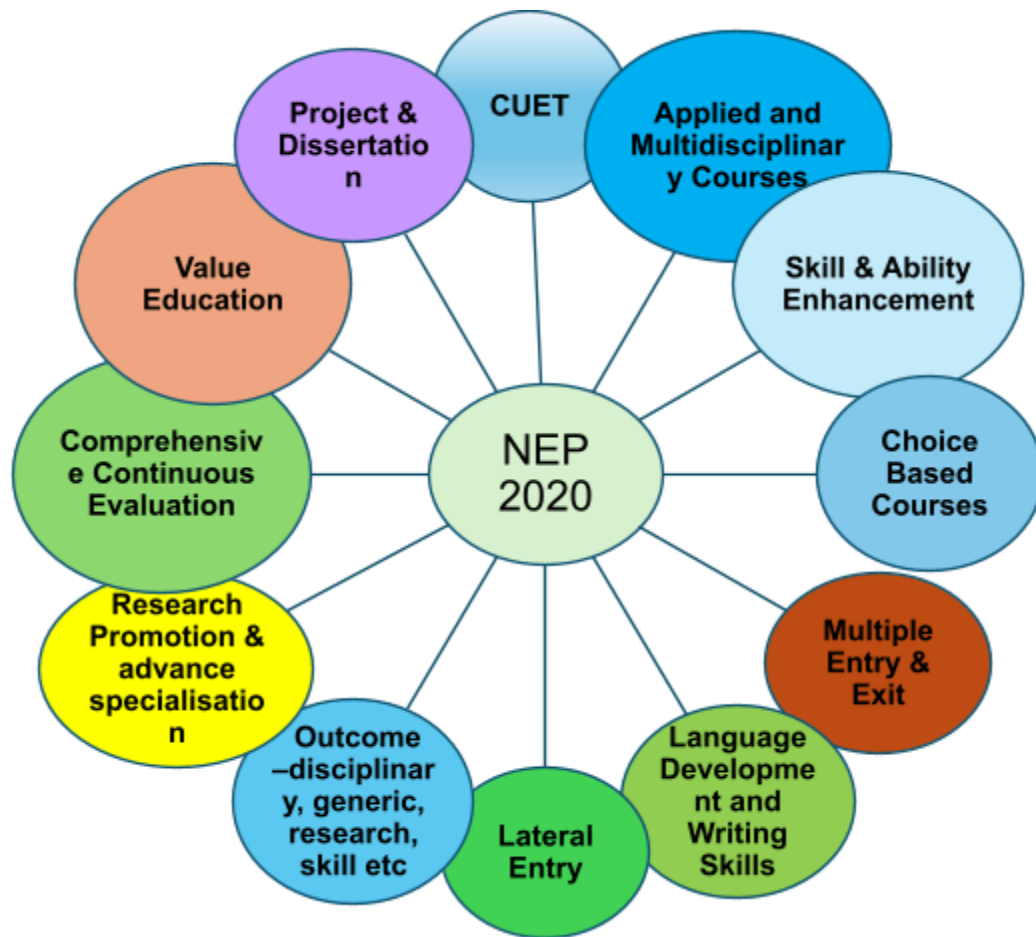 CUET
Applied and
Multidisciplinar
y Courses
Skill & Ability
Enhancement
Choice
Based
Courses
Multiple
Entry &
Exit
Language
Developme
nt and
Writing
Skills
Lateral
Entry
Outcome
–disciplinar
y, generic,
research,
skill etc
Research
Promotion &
advance
specialisatio
n
Comprehensiv
e Continuous
Evaluation
Value
Education
Project &
Dissertatio
n
NEP
2020